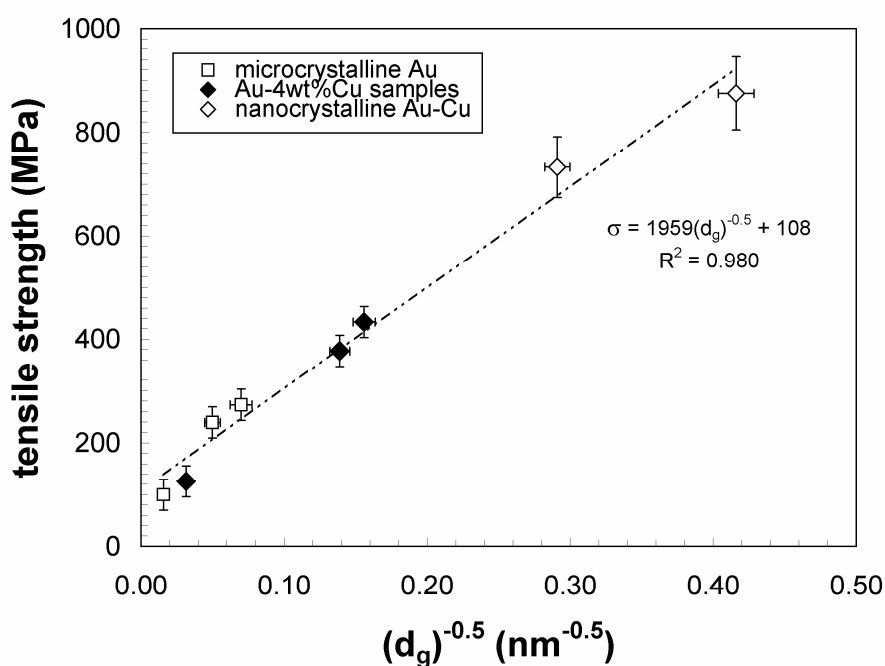 1000
800
600
400
200
0
tensile strength (MPa)
microcrystalline Au
Au-4wt%Cu samples
nanocrystalline Au-Cu
σ = 1959(d_g)^-0.5 + 108
R² = 0.980
0.00 0.10 0.20 0.30 0.40 0.50
(d_g)^-0.5 (nm^-0.5)